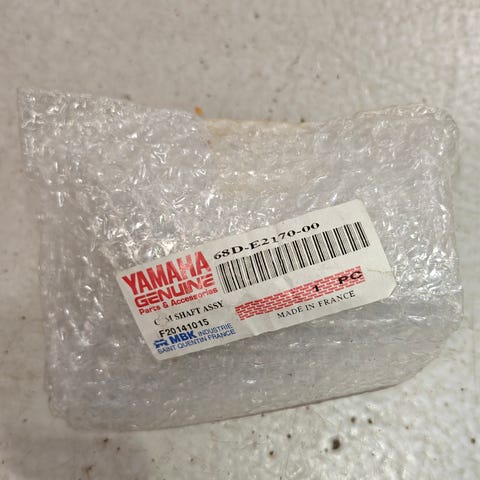 68D-E2170-00
YAMAHA
GENUINE
Parts & Accessories
1 PC
SHAFT ASSY
MADE IN FRANCE
F20141015
MBK INDUSTRIE
SAINT QUENTIN FRANCE